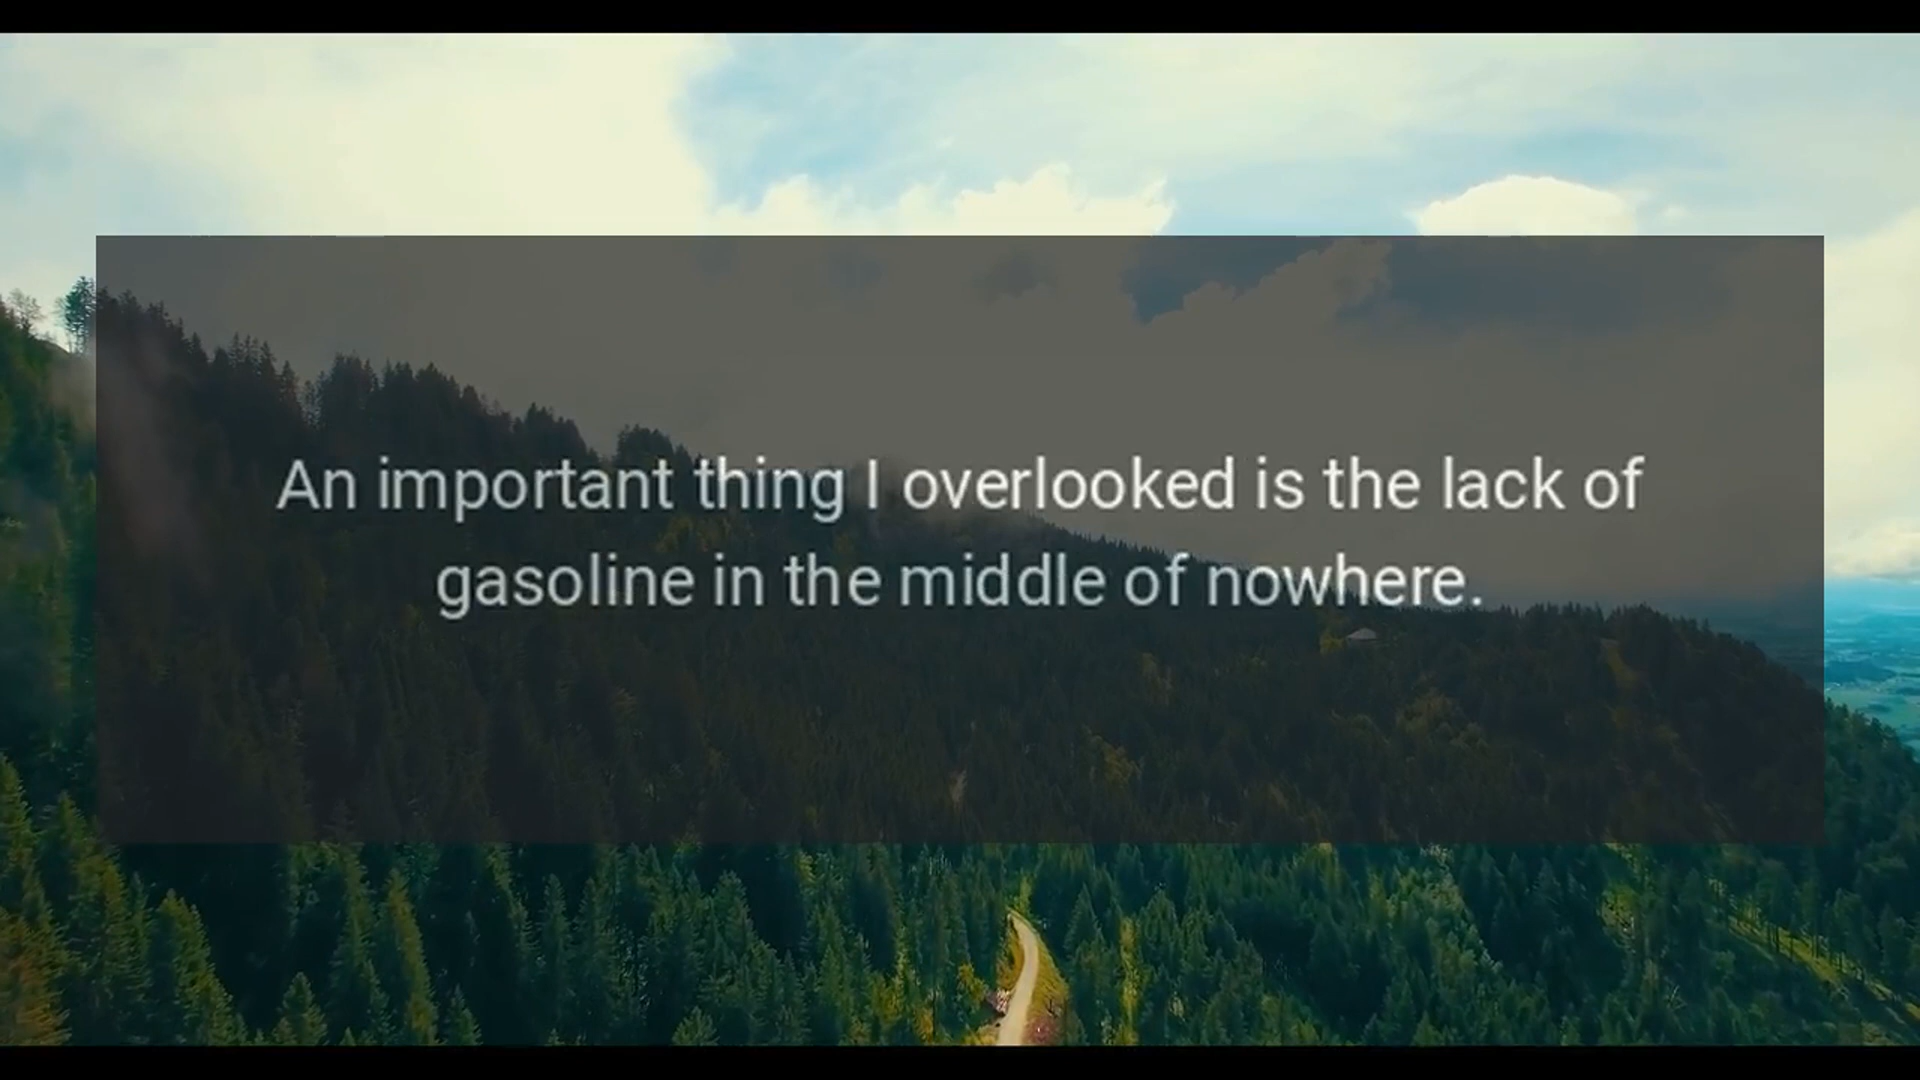 An important thing I overlooked is the lack of
gasoline in the middle of nowhere.